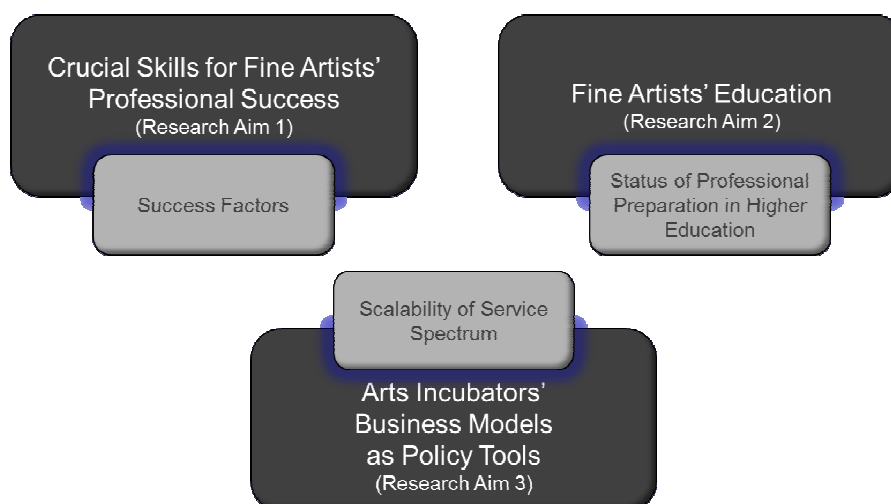 Crucial Skills for Fine Artists’
Professional Success
(Research Aim 1)
Success Factors
Fine Artists’ Education
(Research Aim 2)
Status of Professional
Preparation in Higher
Education
Scalability of Service
Spectrum
Arts Incubators’
Business Models
as Policy Tools
(Research Aim 3)